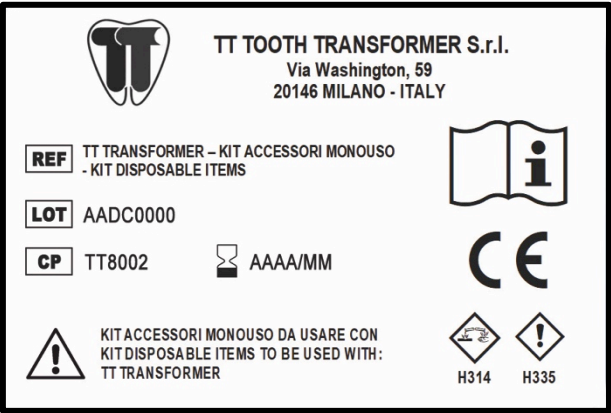 TT
TT TOOTH TRANSFORMER S.r.l.
Via Washington, 59
20146 MILANO - ITALY
REF TT TRANSFORMER – KIT ACCESSORI MONOUSO
- KIT DISPOSABLE ITEMS
i
LOT AADC0000
CP TT8002 AAAA/MM
CE
KIT ACCESSORI MONOUSO DA USARE CON
KIT DISPOSABLE ITEMS TO BE USED WITH:
TT TRANSFORMER
H314 H335